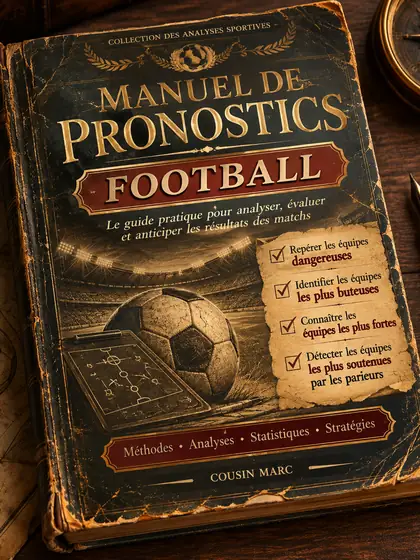 COLLECTION DES ANALYSES SPORTIVES
MANUEL DE
PRONOSTICS
FOOTBALL
Le guide pratique pour analyser, évaluer
et anticiper les résultats des matchs
Repérer les équipes
dangereuses
Identifier les équipes
les plus buteuses
Connaître les
équipes les plus fortes
Détecter les équipes
les plus soutenues
par les parieurs
Méthodes • Analyses • Statistiques • Stratégies
COUSIN MARC